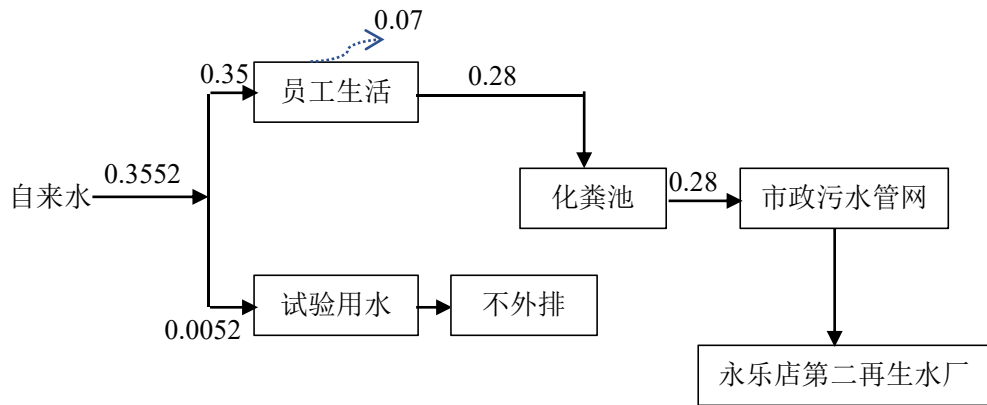 0.07
0.35
员工生活
0.28
自来水
0.3552
化粪池
0.28
市政污水管网
试验用水
不外排
0.0052
永乐店第二再生水厂